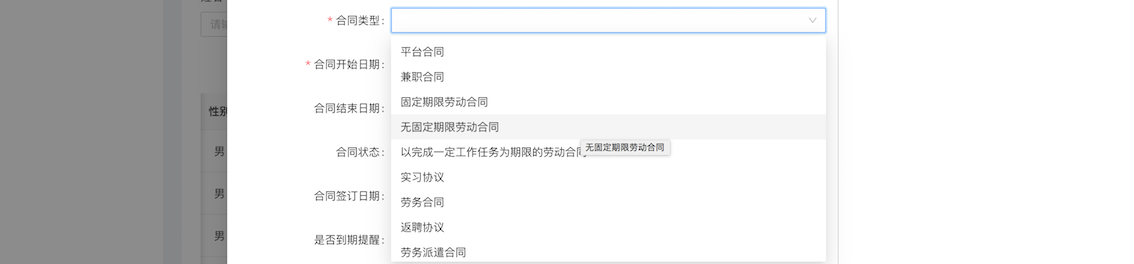 * 合同类型:
平台合同
* 合同开始日期:
兼职合同
合同结束日期:
固定期限劳动合同
性别
无固定期限劳动合同
无固定期限劳动合同
合同状态:
以完成一定工作任务为期限的劳动合同
男
实习协议
合同签订日期:
男
劳务合同
返聘协议
是否到期提醒:
男
劳务派遣合同